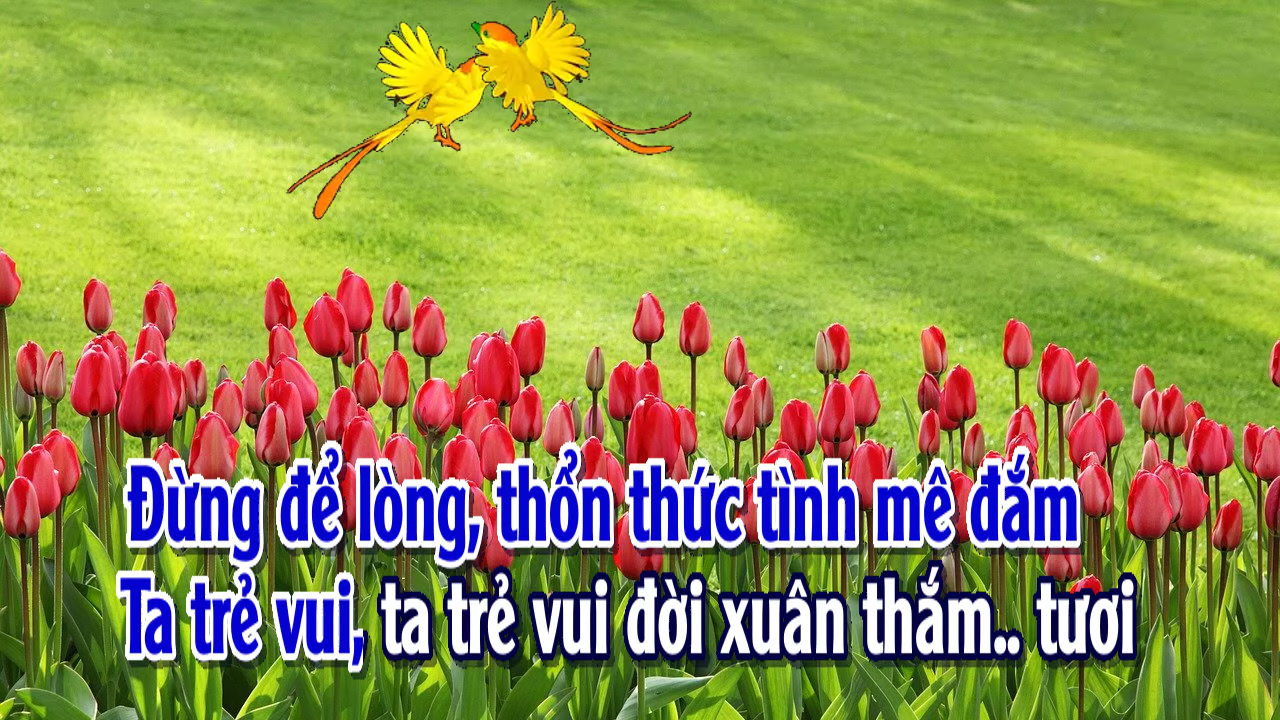 Đừng để lòng, thổn thức tình mê đắm
Ta trẻ vui, ta trẻ vui đời xuân thắm.. tươi